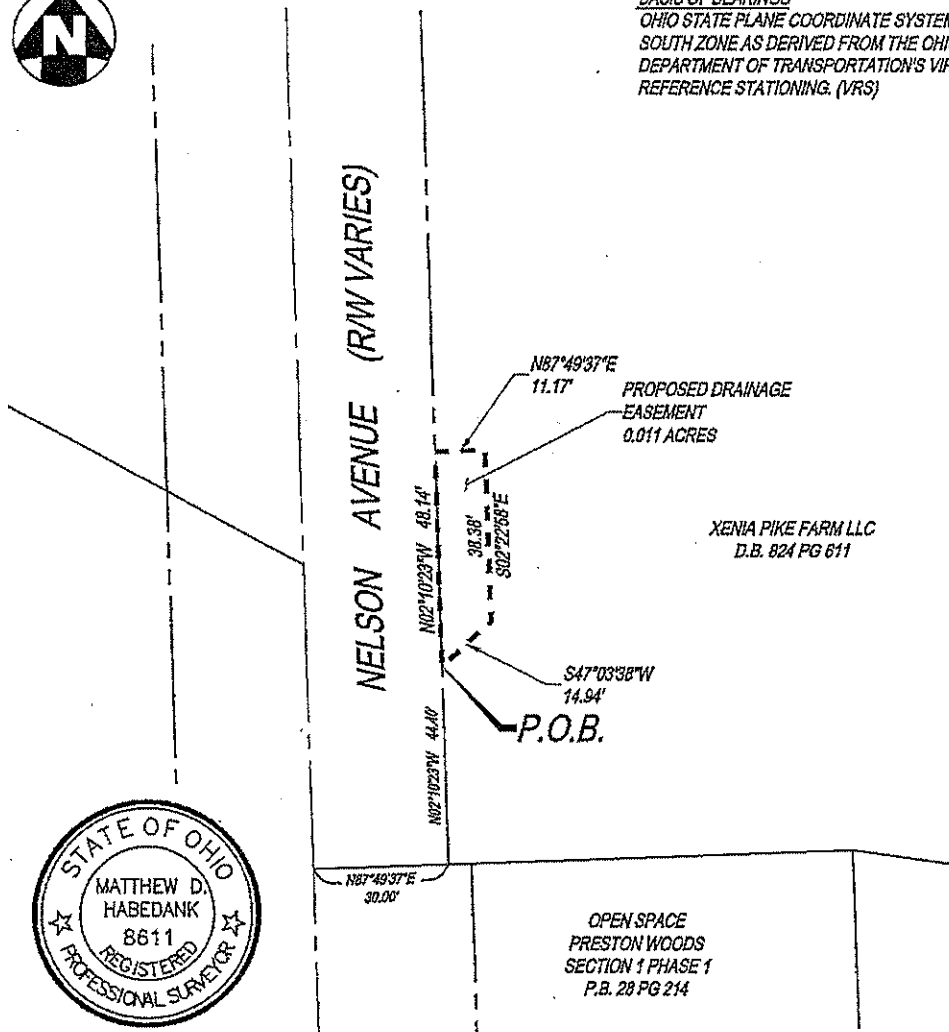 N
BASIS OF BEARINGS
OHIO STATE PLANE COORDINATE SYSTEM
SOUTH ZONE AS DERIVED FROM THE
DEPARTMENT OF TRANSPORTATION'S
REFERENCE STATIONING. (VRS)
NELSON AVENUE (R/W VARIES)
N87°49'37"E
11.17'
PROPOSED DRAINAGE
EASEMENT
0.011 ACRES
N02°10'23"W 48.14'
38.38'
S02°22'58"E
XENIA PIKE FARM LLC
D.B. 824 PG 611
S47°03'38"W
14.94'
P.O.B.
N02°10'23"W 44.40'
N87°49'37"E
30.00'
STATE OF OHIO
MATTHEW D.
HABEDANK
8611
REGISTERED
PROFESSIONAL SURVEYOR
OPEN SPACE
PRESTON WOODS
SECTION 1 PHASE 1
P.B. 28 PG 214